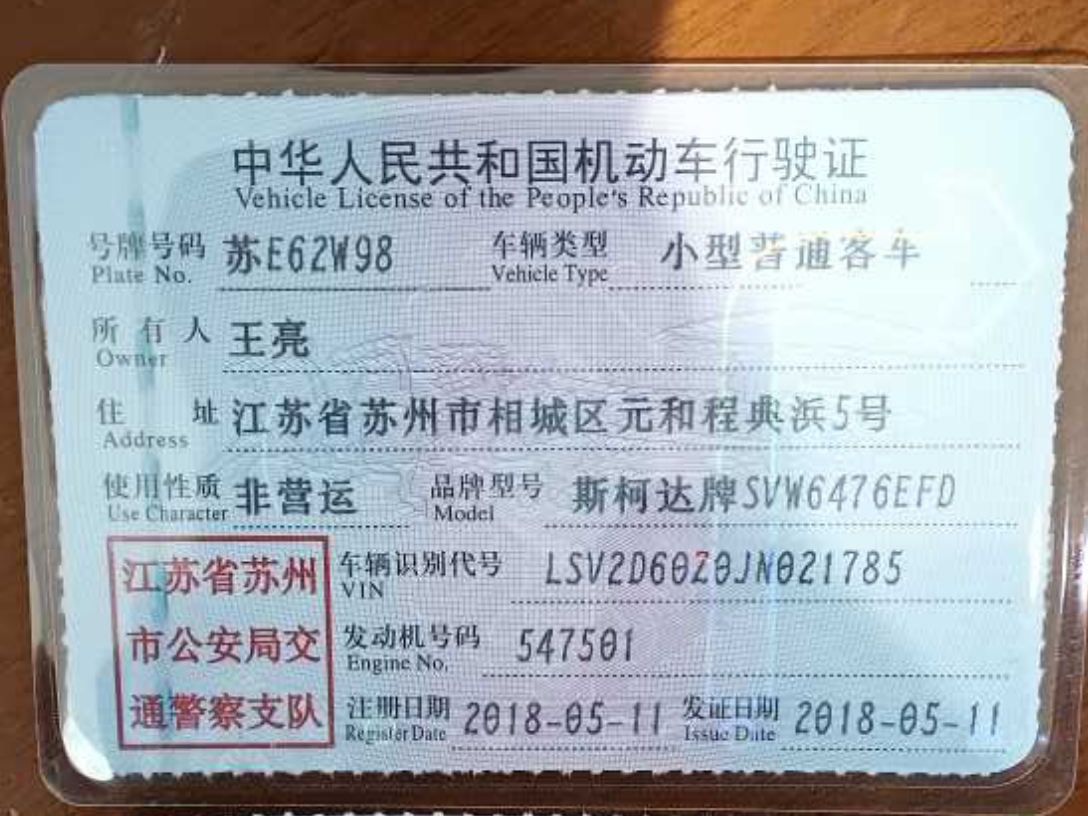 中华人民共和国机动车行驶证
Vehicle License of the People's Republic of China
号牌号码 苏E62W98 车辆类型 小型普通客车
Plate No. Vehicle Type
所有人 王亮
Owner
住址 江苏省苏州市相城区元和程典浜5号
Address
使用性质 非营运 品牌型号 斯柯达牌SVW6476EFD
Use Character Model
江苏省苏州 车辆识别代号 LSV2D60Z0JN021785
VIN
市公安局交 发动机号码 547501
Engine No.
通警察支队 注册日期 2018-05-11 发证日期 2018-05-11
Register Date Issue Date